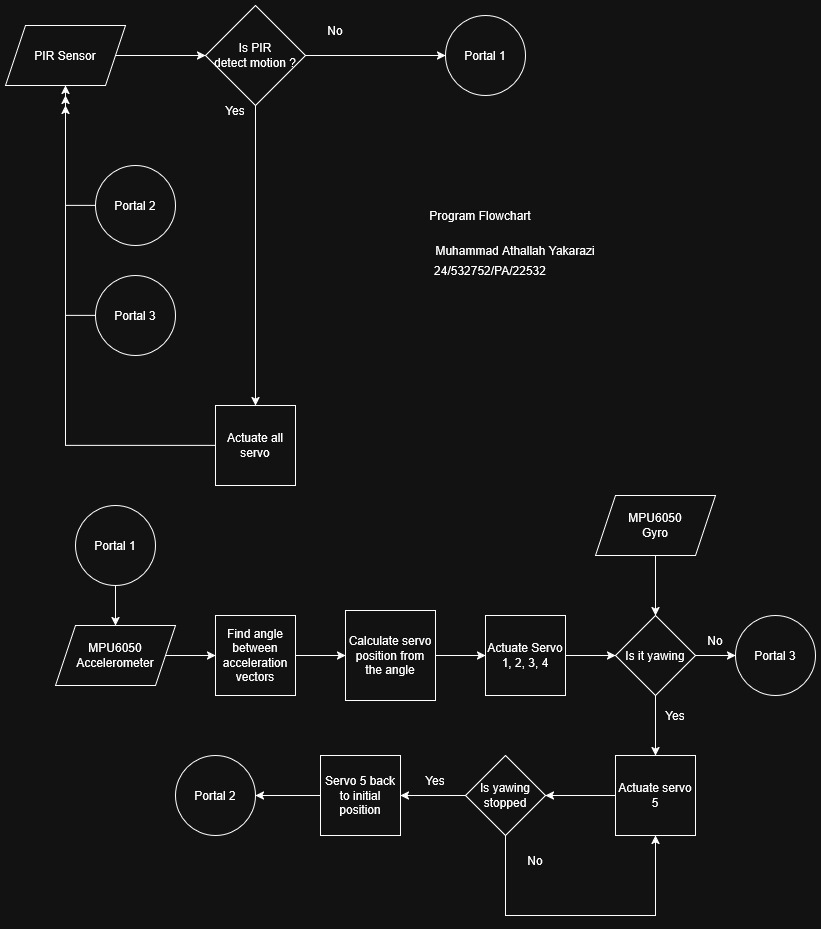 PIR Sensor
Is PIR
detect motion ?
No
Portal 1
Yes
Portal 2
Program Flowchart
Muhammad Athallah Yakarazi
24/532752/PA/22532
Portal 3
Actuate all
servo
Portal 1
MPU6050
Gyro
MPU6050
Accelerometer
Find angle
between
acceleration
vectors
Calculate servo
position from
the angle
Actuate Servo
1, 2, 3, 4
Is it yawing
No
Portal 3
Yes
Portal 2
Servo 5 back
to initial
position
Yes
Is yawing
stopped
Actuate servo
5
No